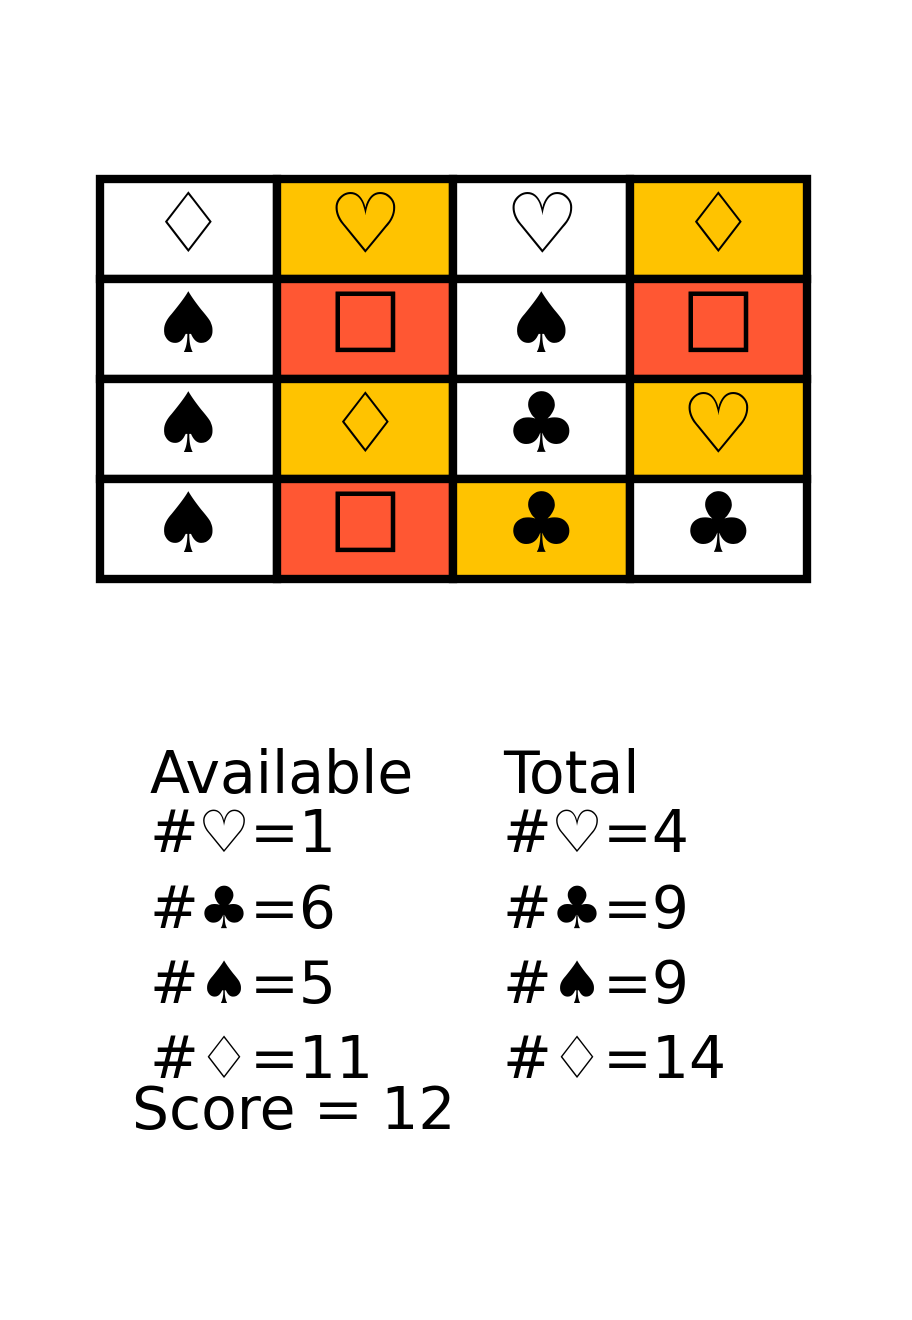 ♢ ♡ ♡ ♢
♠ □ ♠ □
♠ ♢ ♣ ♡
♠ □ ♣ ♣
Available Total
#♡=1 #♡=4
#♣=6 #♣=9
#♠=5 #♠=9
#♢=11 #♢=14
Score = 12